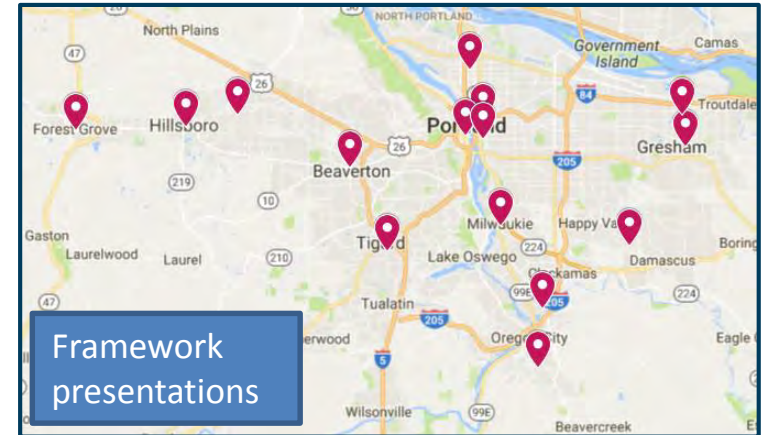 NORTH PORTLAND
North Plains
Government
Island
Camas
47
26
84
Troutdale
Forest Grove
Hillsboro
Gresham
26
205
Beaverton
219
10
Milwaukie
Happy Va
Gaston
Tigard
Laurelwood
Laurel
210
Lake Oswego
224
Damascus
Boring
Clackamas
47
99E
205
224
Tualatin
205
erwood
Oregon City
Eagle
5
Framework
presentations
Wilsonville
99E
Beavercreek